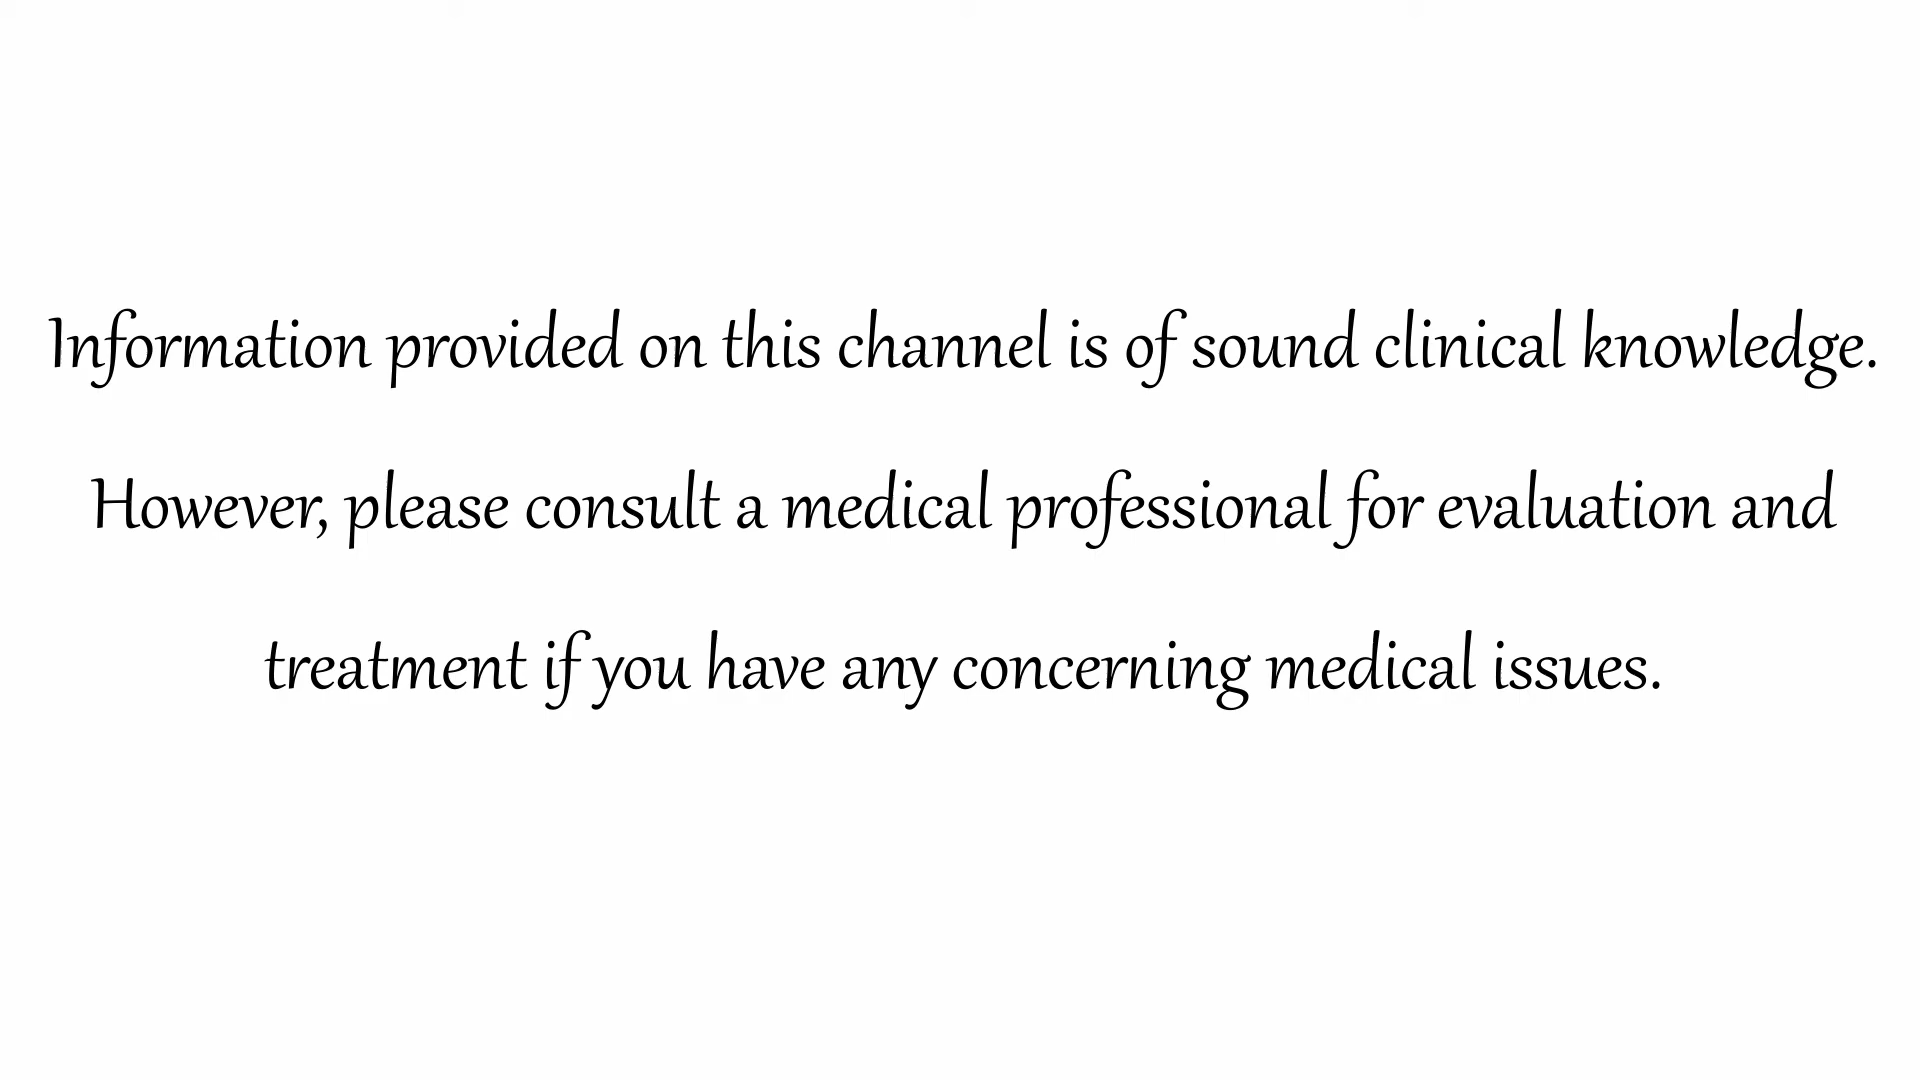 Information provided on this channel is of sound clinical knowledge.
However, please consult a medical professional for evaluation and
treatment if you have any concerning medical issues.